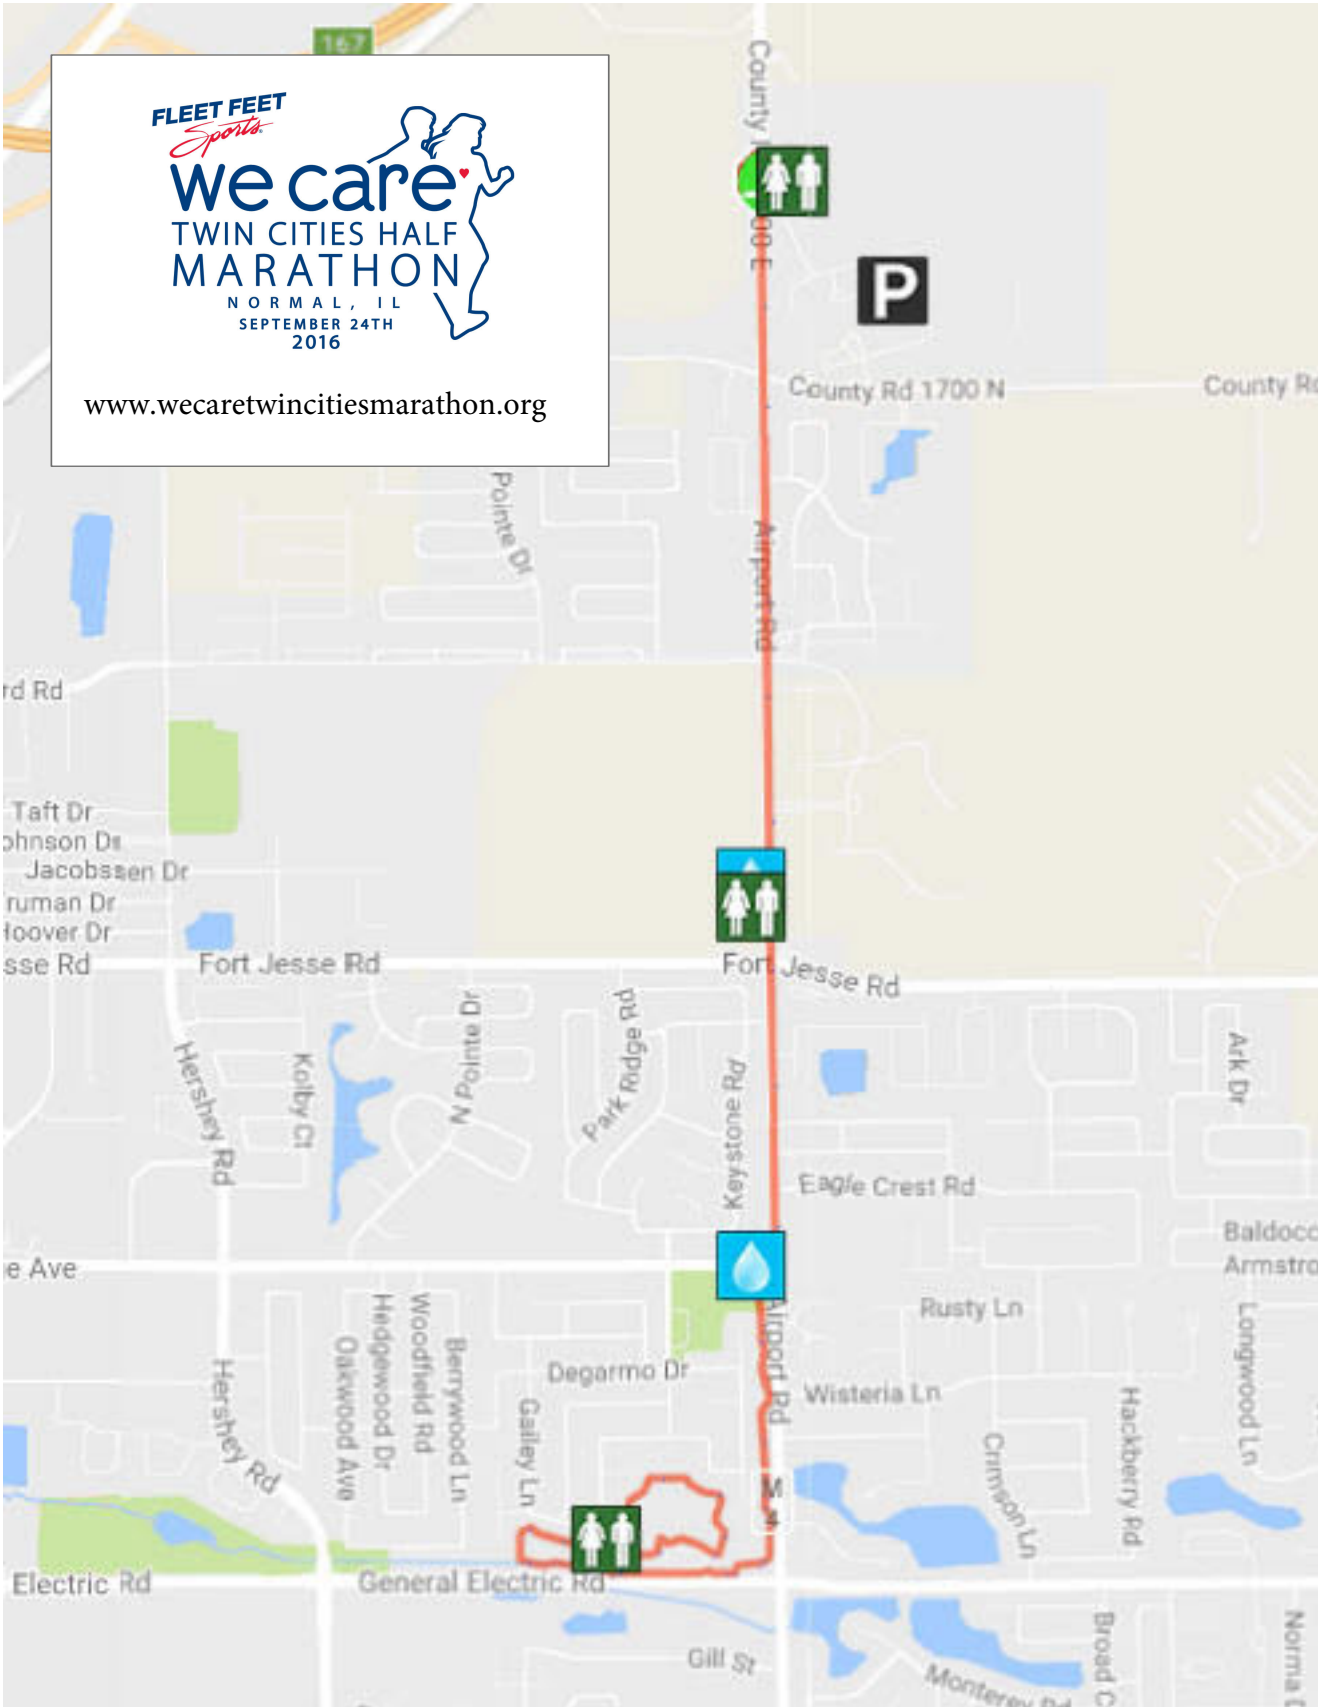 167
FLEET FEET
Sports
we care
TWIN CITIES HALF
MARATHON
NORMAL, IL
SEPTEMBER 24TH
2016
www.wecaretwincitiesmarathon.org
County
00 E
P
County Rd 1700 N
County Rd
Pointe Dr
Airport Rd
rd Rd
Taft Dr
ohnson Dr
Jacobssen Dr
ruman Dr
Hoover Dr
sse Rd
Fort Jesse Rd
Fort Jesse Rd
Hershey Rd
Kolby Ct
N Pointe Dr
Park Ridge Rd
Keystone Rd
Ark Dr
Eagle Crest Rd
Baldocc
Armstro
e Ave
Rusty Ln
Longwood Ln
Hershey Rd
Oakwood Ave
Hedgewood Dr
Woodfield Rd
Berrywood Ln
Gailey Ln
Degarmo Dr
Airport Rd
Wisteria Ln
Crimson Ln
Hackberry Rd
M
4
Electric Rd
General Electric Rd
Gill St
Monterey Rd
Broad C
Norma